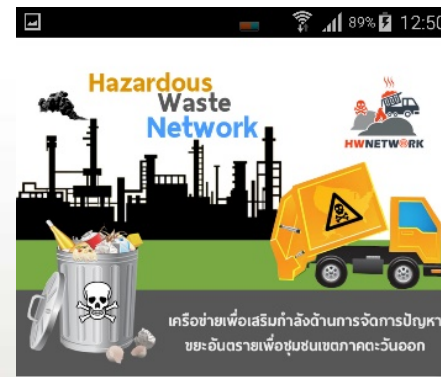 89% 12:50
Hazardous
Waste
Network
HWNETW@RK
เครือข่ายเพื่อเสริมกำลังด้านการจัดการปัญหา
ขยะอันตรายเพื่อชุมชนเขตภาคตะวันออก